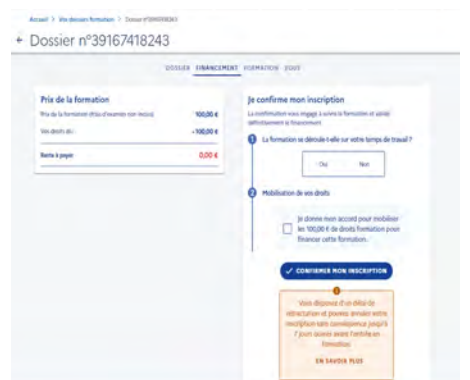 Accueil > Vos dossiers formation > Dossier n°39167418243
← Dossier n°39167418243
DOSSIER FINANCEMENT FORMATION SUIVI
Prix de la formation
Prix de la formation (frais d'examen non inclus) 100,00 €
Vos droits - 100,00 €
Reste à payer 0,00 €
Je confirme mon inscription
La confirmation vous engage à suivre la formation et valide
définitivement le financement
1 La formation se déroule-t-elle sur votre temps de travail ?
Oui Non
2 Mobilisation de vos droits
Je donne mon accord pour mobiliser
les 100,00 € de droits formation pour
financer cette formation.
✓ CONFIRMER MON INSCRIPTION
Vous disposez d'un délai de
rétractation et pouvez annuler votre
inscription sans conséquence jusqu'à
7 jours ouvrés avant l'entrée en
formation
EN SAVOIR PLUS